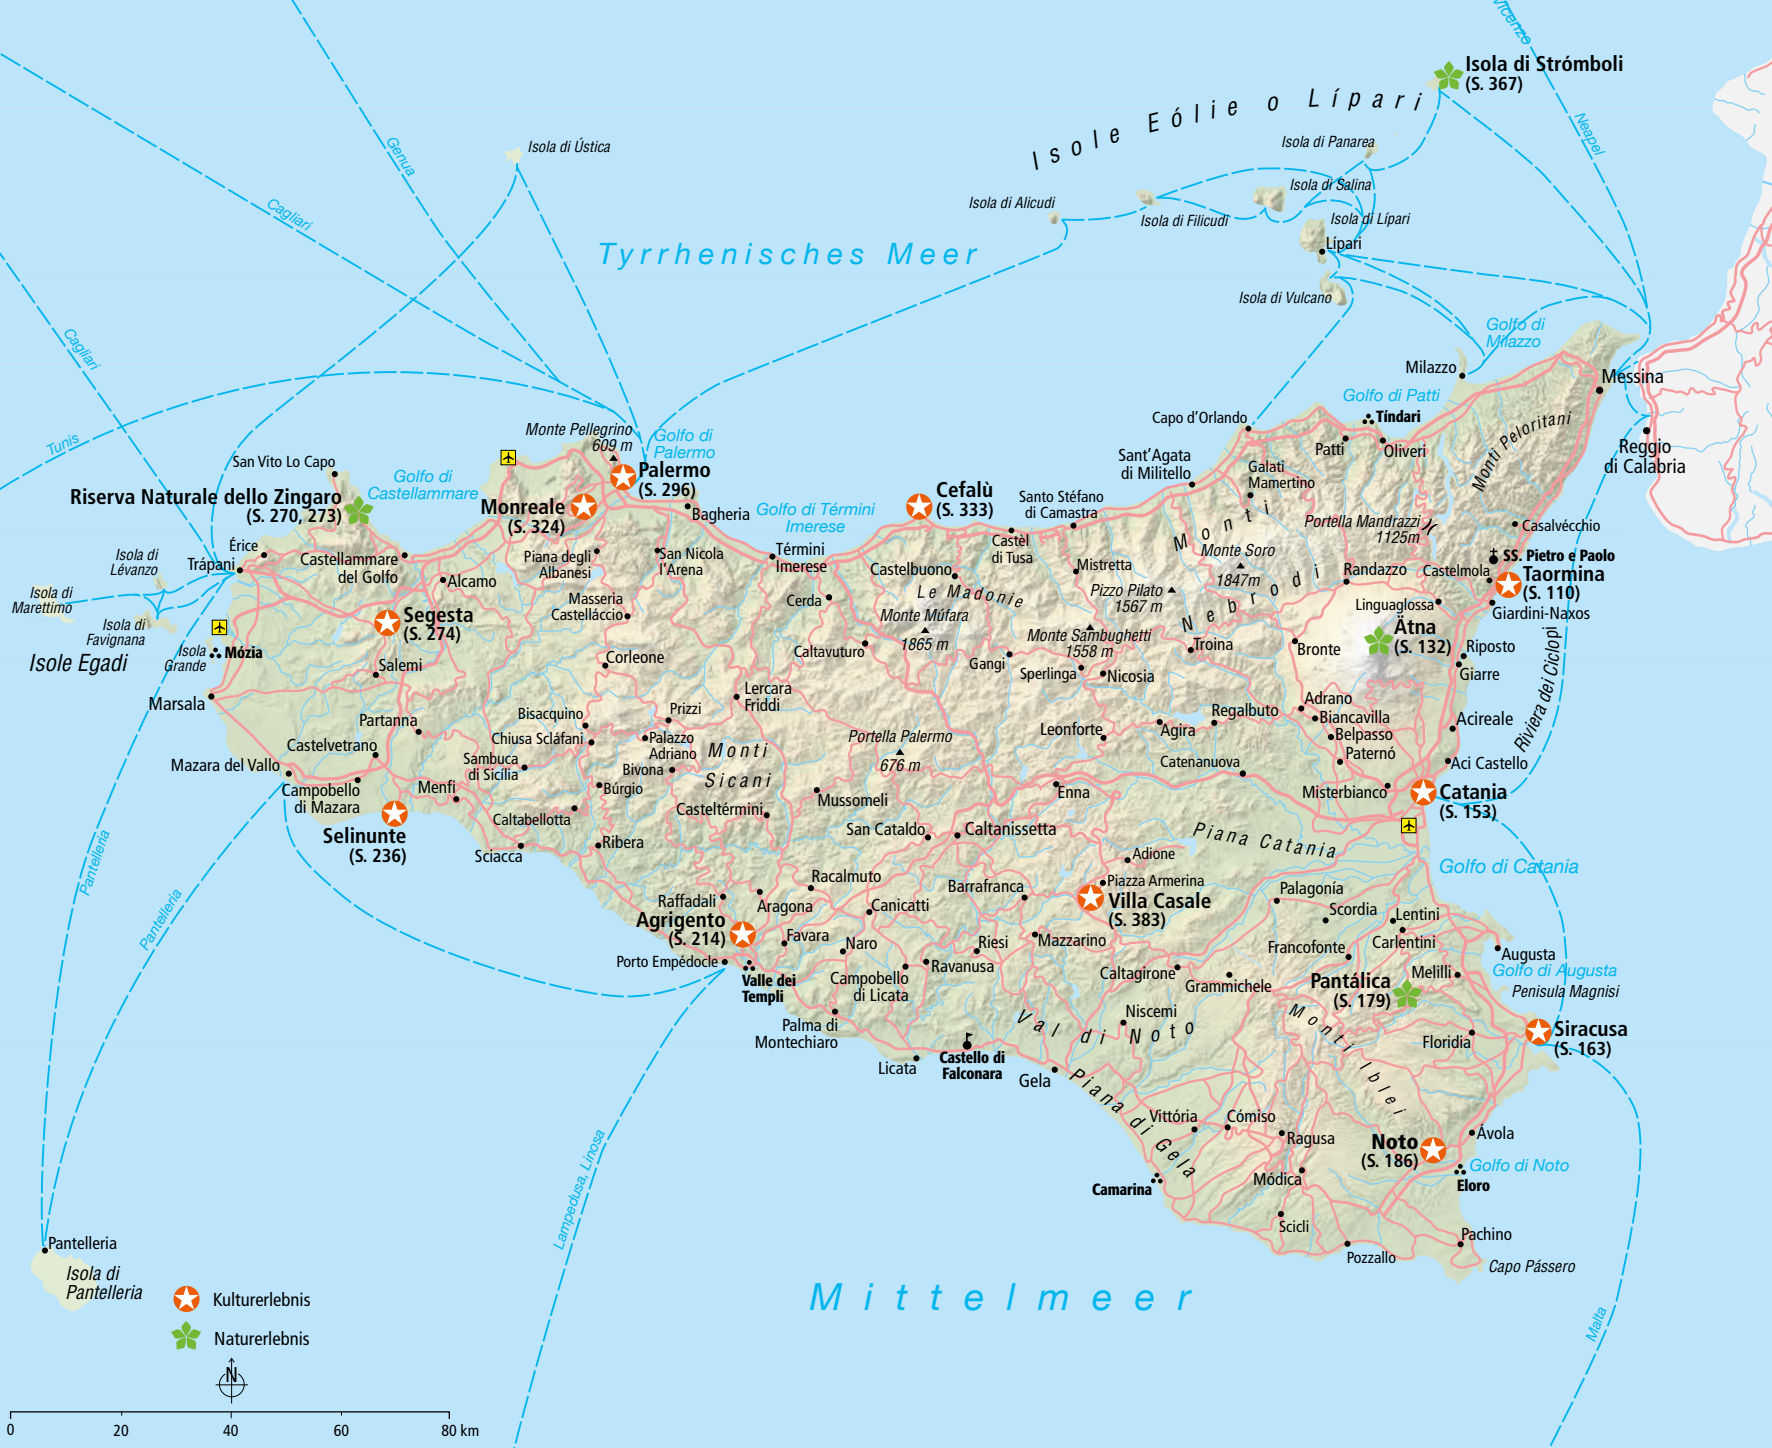 Vicenzo
Isola di Strómboli
(S. 367)
Isole Eólie o Lípari
Neapel
Genua
Isola di Ústica
Isola di Panarea
Isola di Salina
Isola di Alicudi
Isola di Filicudi
Isola di Lípari
Lípari
Cagliari
Tyrrhenisches Meer
Isola di Vulcano
Cagliari
Golfo di
Milazzo
Milazzo
Messina
Golfo di Patti
Tíndari
Capo d'Orlando
Patti
Oliveri
Monti Peloritani
Reggio
di Calabria
Tunis
Monte Pellegrino
609 m
Golfo di
Palermo
Palermo
(S. 296)
San Vito Lo Capo
Golfo di
Castellammare
Riserva Naturale dello Zingaro
(S. 270, 273)
Monreale
(S. 324)
Bagheria
Golfo di Términi
Imerese
Cefalù
(S. 333)
Santo Stéfano
di Camastra
Sant'Agata
di Militello
Galati
Mamertino
Portella Mandrazzi
1125m
Casalvécchio
Isola di
Lévanzo
Érice
Trápani
Castellammare
del Golfo
Alcamo
Piana degli
Albanesi
San Nicola
l'Arena
Términi
Imerese
Castèl
di Tusa
Castelbuono
Mistretta
Monti
Nebrodi
Monte Soro
1847m
Randazzo
Castelmola
SS. Pietro e Paolo
Taormina
(S. 110)
Giardini-Naxos
Isola di
Marettimo
Isola di
Favignana
Isole Egadi
Isola
Grande
Mózia
Segesta
(S. 274)
Masseria
Castelláccio
Cerda
Le Madonie
Monte Múfara
1865 m
Pizzo Pilato
1567 m
Linguaglossa
Ätna
(S. 132)
Riposto
Giarre
Riviera dei Ciclopi
Salemi
Corleone
Caltavuturo
Gangi
Monte Sambughetti
1558 m
Sperlinga
Nicosia
Troina
Bronte
Marsala
Partanna
Bisacquino
Prizzi
Lercara
Friddi
Adrano
Biancavilla
Belpasso
Paternó
Acireale
Aci Castello
Castelvetrano
Chiusa Scláfani
Palazzo
Adriano
Portella Palermo
676 m
Leonforte
Agira
Regalbuto
Mazara del Vallo
Campobello
di Mazara
Sambuca
di Sicília
Bivona
Monti
Sicani
Catenanuova
Menfi
Búrgio
Casteltérmini
Mussomeli
Enna
Misterbianco
Catania
(S. 153)
Selinunte
(S. 236)
Caltabellotta
Sciacca
Ribera
San Cataldo
Caltanissetta
Piana Catania
Golfo di Catania
Pantelleria
Pantelleria
Racalmuto
Adione
Barrafranca
Piazza Armerina
Villa Casale
(S. 383)
Palagonía
Scordia
Lentini
Carlentini
Raffadali
Aragona
Canicatti
Agrigento
(S. 214)
Favara
Naro
Riesi
Mazzarino
Francofonte
Augusta
Golfo di Augusta
Penisula Magnisi
Porto Empédocle
Valle dei
Templi
Campobello
di Licata
Ravanusa
Caltagirone
Grammichele
Pantálica
(S. 179)
Melilli
Palma di
Montechiaro
Val di Noto
Niscemi
Monti Iblei
Floridia
Siracusa
(S. 163)
Licata
Castello di
Falconara
Gela
Piana di Gela
Vittória
Cómiso
Ragusa
Noto
(S. 186)
Ávola
Golfo di Noto
Eloro
Camarina
Módica
Scicli
Pozzallo
Pachino
Capo Pássero
Lampedusa, Linosa
Malta
Pantelleria
Isola di
Pantelleria
Mittelmeer
Kulturerlebnis
Naturerlebnis
N
0 20 40 60 80 km